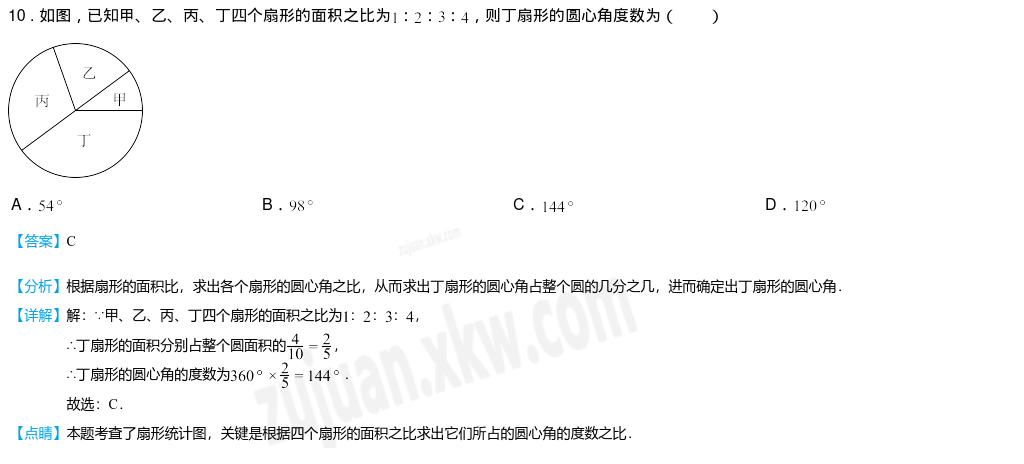 10．如图，已知甲、乙、丙、丁四个扇形的面积之比为1：2：3：4，则丁扇形的圆心角度数为（　　）
乙
甲
丙
丁
A．54° B．98° C．144° D．120°
【答案】C
zujuan.xkw.com
【分析】根据扇形的面积比，求出各个扇形的圆心角之比，从而求出丁扇形的圆心角占整个圆的几分之几，进而确定出丁扇形的圆心角．
【详解】解：∵甲、乙、丙、丁四个扇形的面积之比为1：2：3：4，
∴丁扇形的面积分别占整个圆面积的4/10＝2/5，
∴丁扇形的圆心角的度数为360°×2/5＝144°．
故选：C．
zujuan.xkw.com
【点睛】本题考查了扇形统计图，关键是根据四个扇形的面积之比求出它们所占的圆心角的度数之比．